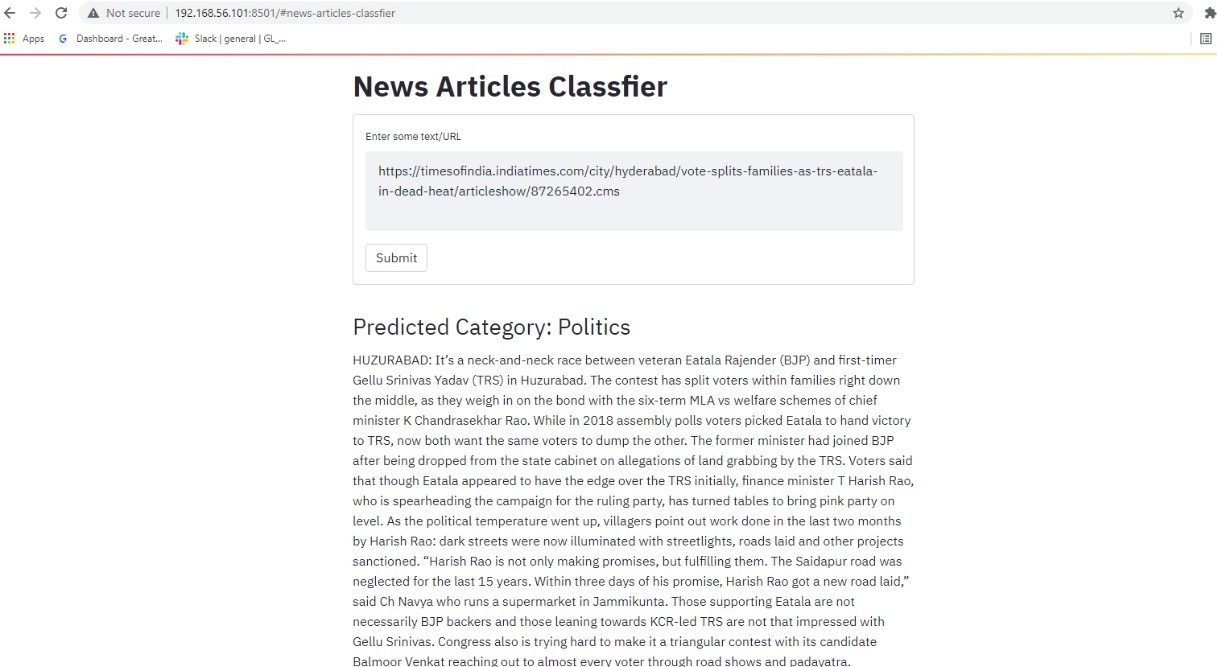 Not secure | 192.168.56.101:8501/#news-articles-classfier
Apps G Dashboard - Great... Slack | general | GL_...
News Articles Classfier
Enter some text/URL
https://timesofindia.indiatimes.com/city/hyderabad/vote-splits-families-as-trs-eatala-
in-dead-heat/articleshow/87265402.cms
Submit
Predicted Category: Politics
HUZURABAD: It’s a neck-and-neck race between veteran Eatala Rajender (BJP) and first-timer
Gellu Srinivas Yadav (TRS) in Huzurabad. The contest has split voters within families right down
the middle, as they weigh in on the bond with the six-term MLA vs welfare schemes of chief
minister K Chandrasekhar Rao. While in 2018 assembly polls voters picked Eatala to hand victory
to TRS, now both want the same voters to dump the other. The former minister had joined BJP
after being dropped from the state cabinet on allegations of land grabbing by the TRS. Voters said
that though Eatala appeared to have the edge over the TRS initially, finance minister T Harish Rao,
who is spearheading the campaign for the ruling party, has turned tables to bring pink party on
level. As the political temperature went up, villagers point out work done in the last two months
by Harish Rao: dark streets were now illuminated with streetlights, roads laid and other projects
sanctioned. “Harish Rao is not only making promises, but fulfilling them. The Saidapur road was
neglected for the last 15 years. Within three days of his promise, Harish Rao got a new road laid,”
said Ch Navya who runs a supermarket in Jammikunta. Those supporting Eatala are not
necessarily BJP backers and those leaning towards KCR-led TRS are not that impressed with
Gellu Srinivas. Congress also is trying hard to make it a triangular contest with its candidate
Balmoor Venkat reaching out to almost every voter through road shows and padayatra.